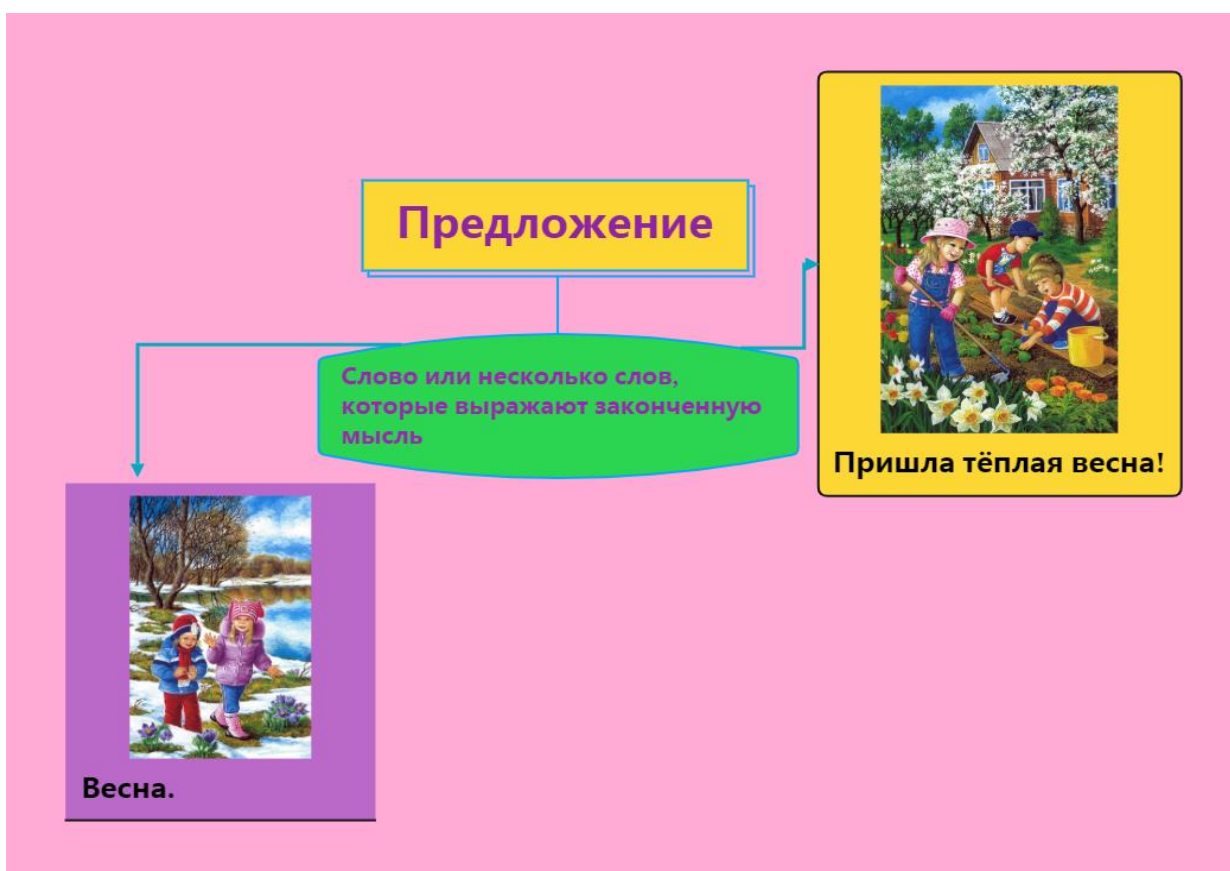 Предложение
Слово или несколько слов,
которые выражают законченную
мысль
Пришла тёплая весна!
Весна.